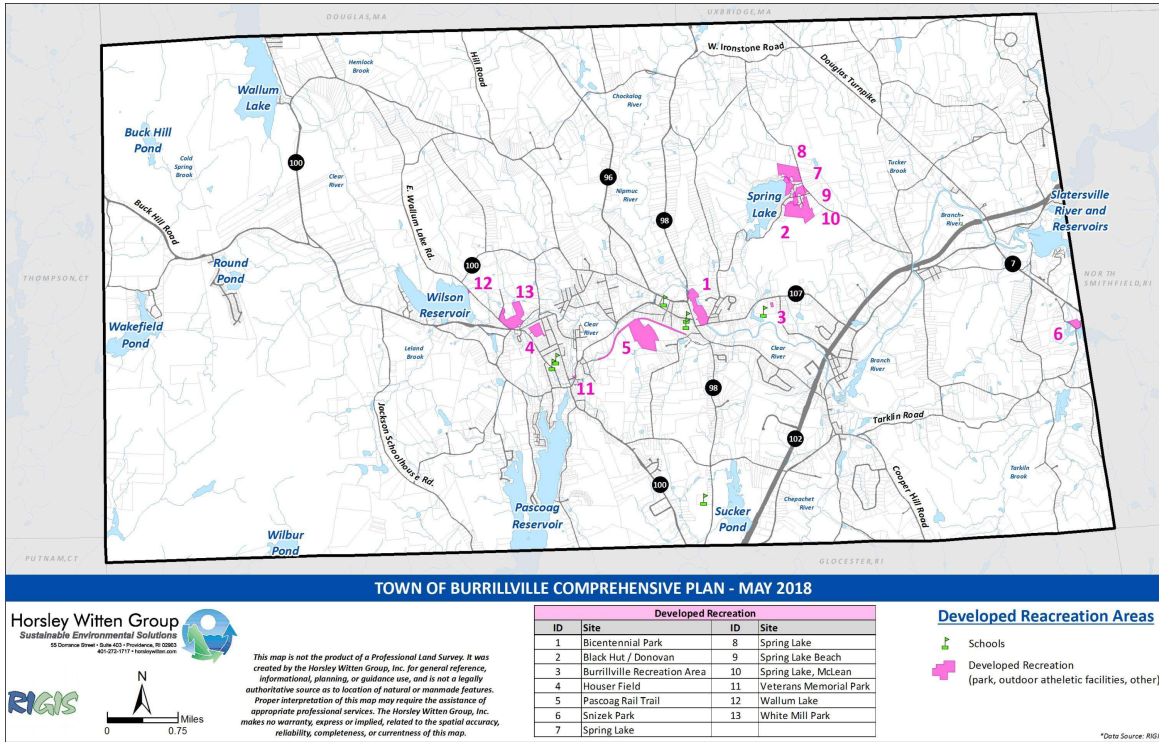 DOUGLAS,MA
UXBRIDGE,MA
W. Ironstone Road
Hill Road
Douglas Turnpike
Hemlock
Brook
Wallum
Lake
Chockalog
River
Buck Hill
Pond
Cold
Spring
Brook
100
Clear
River
96
Nipmuc
River
98
8
7
9
10
2
Spring
Lake
Tucker
Brook
Slatersville
River and
Reservoirs
Branch
River
7
Buck Hill Road
E. Wallum Lake Rd.
THOMPSON,CT
NORTH
SMITHFIELD,RI
Round
Pond
100
12
13
Wilson
Reservoir
1
107
3
6
Wakefield
Pond
Leland
Brook
4
Clear
River
5
Clear
River
Branch
River
11
98
Jackson Schoolhouse Rd.
Tarklin Road
102
Cooper Hill Road
Tarkiln
Brook
100
Pascoag
Reservoir
Sucker
Pond
Chepachet
River
Wilbur
Pond
PUTNAM,CT
GLOCESTER,RI
TOWN OF BURRILLVILLE COMPREHENSIVE PLAN - MAY 2018
Horsley Witten Group
Sustainable Environmental Solutions
55 Dorrance Street • Suite 403 • Providence, RI 02903
401-272-1717 • horsleywitten.com
RIGIS
N
0 0.75 Miles
This map is not the product of a Professional Land Survey. It was
created by the Horsley Witten Group, Inc. for general reference,
informational, planning, or guidance use, and is not a legally
authoritative source as to location of natural or manmade features.
Proper interpretation of this map may require the assistance of
appropriate professional services. The Horsley Witten Group, Inc.
makes no warranty, express or implied, related to the spatial accuracy,
reliability, completeness, or currentness of this map.
Developed Recreation
ID Site ID Site
1 Bicentennial Park 8 Spring Lake
2 Black Hut / Donovan 9 Spring Lake Beach
3 Burrillville Recreation Area 10 Spring Lake, McLean
4 Houser Field 11 Veterans Memorial Park
5 Pascoag Rail Trail 12 Wallum Lake
6 Snizek Park 13 White Mill Park
7 Spring Lake
Developed Reacreation Areas
Schools
Developed Recreation
(park, outdoor atheletic facilities, other)
*Data Source: RIGI